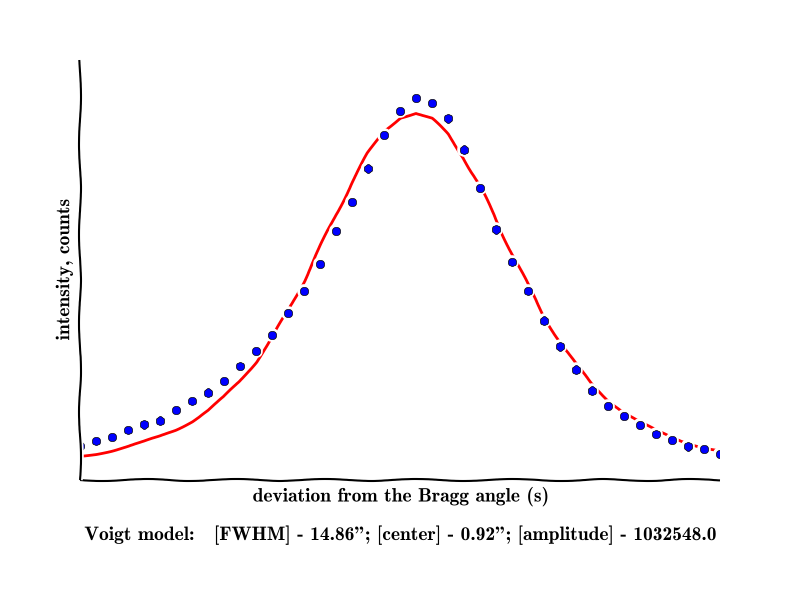 intensity, counts
deviation from the Bragg angle (s)
Voigt model: [FWHM] - 14.86”; [center] - 0.92”; [amplitude] - 1032548.0